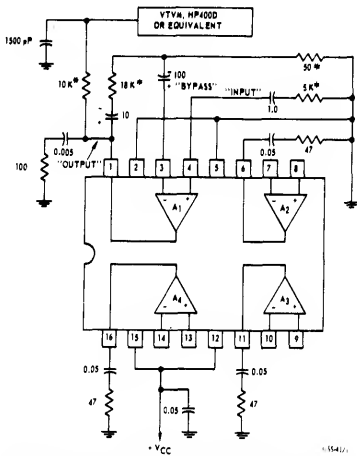 VTVM, HP400D
OR EQUIVALENT
1500 pF
10K*
18K*
100
"BYPASS"
"INPUT"
50*
5 K*
1.0
10
0.005
"OUTPUT"
100
0.05
47
1 2 3 4 5 6 7 8
- + - +
A1 A2
A4 A3
+ - + -
16 15 14 13 12 11 10 9
0.05
0.05
47
0.05
47
+ VCC